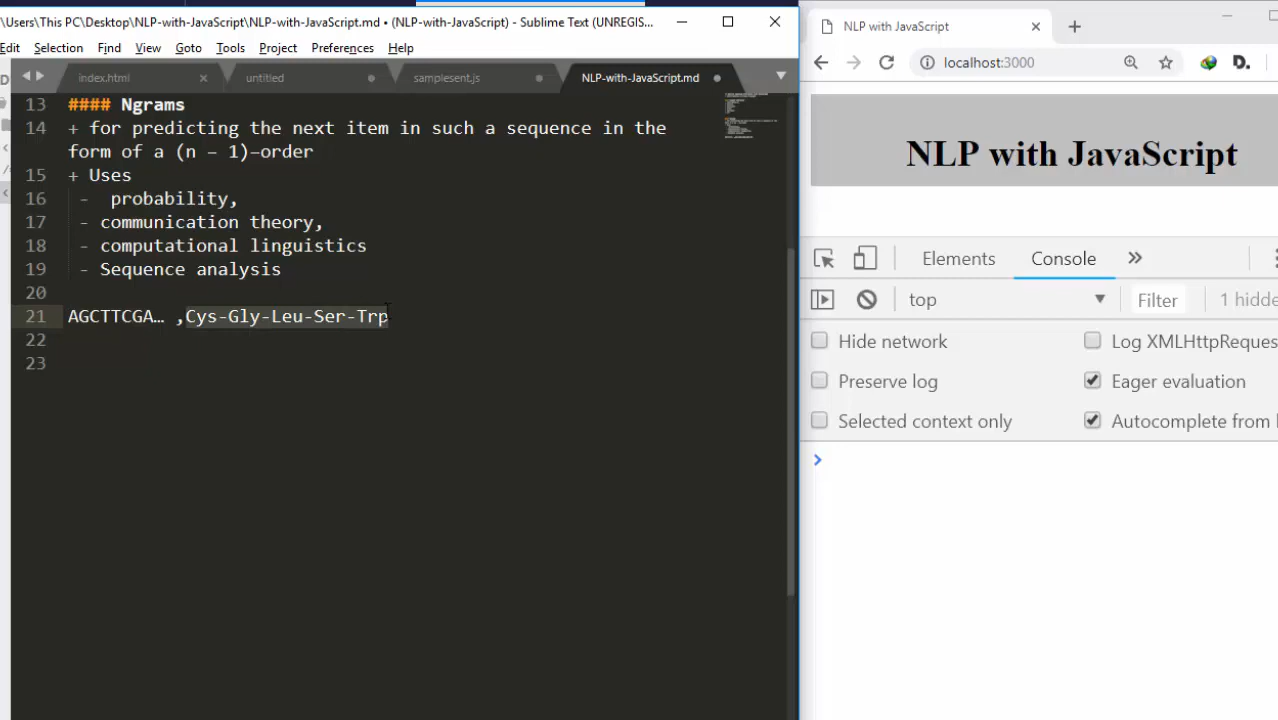 \Users\This PC\Desktop\NLP-with-JavaScript\NLP-with-JavaScript.md • (NLP-with-JavaScript) - Sublime Text (UNREGIS...
Edit Selection Find View Goto Tools Project Preferences Help
index.html untitled samplesent.js NLP-with-JavaScript.md
13 #### Ngrams
14 + for predicting the next item in such a sequence in the
form of a (n − 1)–order
15 + Uses
16 - probability,
17 - communication theory,
18 - computational linguistics
19 - Sequence analysis
20
21 AGCTTCGA… ,Cys-Gly-Leu-Ser-Trp
22
23
NLP with JavaScript
localhost:3000
D.
NLP with JavaScript
Elements Console
top Filter 1 hidde
Hide network Log XMLHttpReques
Preserve log Eager evaluation
Selected context only Autocomplete from